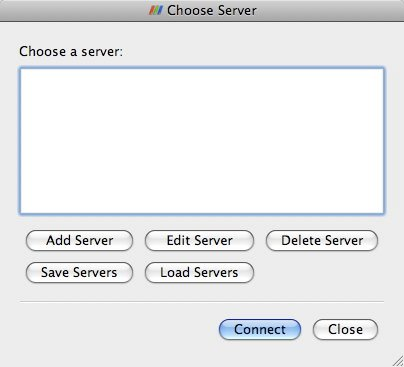 Choose Server
Choose a server:
Add Server Edit Server Delete Server
Save Servers Load Servers
Connect Close